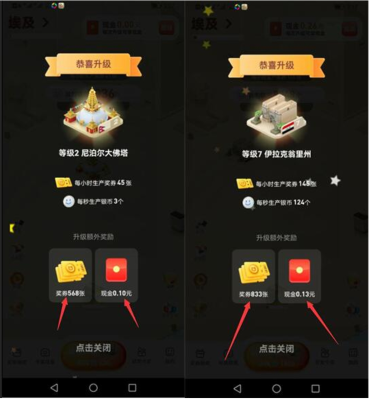 埃及
恭喜升级
等级2 尼泊尔大佛塔
每小时生产奖券 45张
每秒生产银币 3个
升级额外奖励
奖券568张
现金0.10元
点击关闭
埃及
恭喜升级
等级7 伊拉克翁里州
每小时生产奖券 145张
每秒生产银币 124个
升级额外奖励
奖券833张
现金0.13元
点击关闭